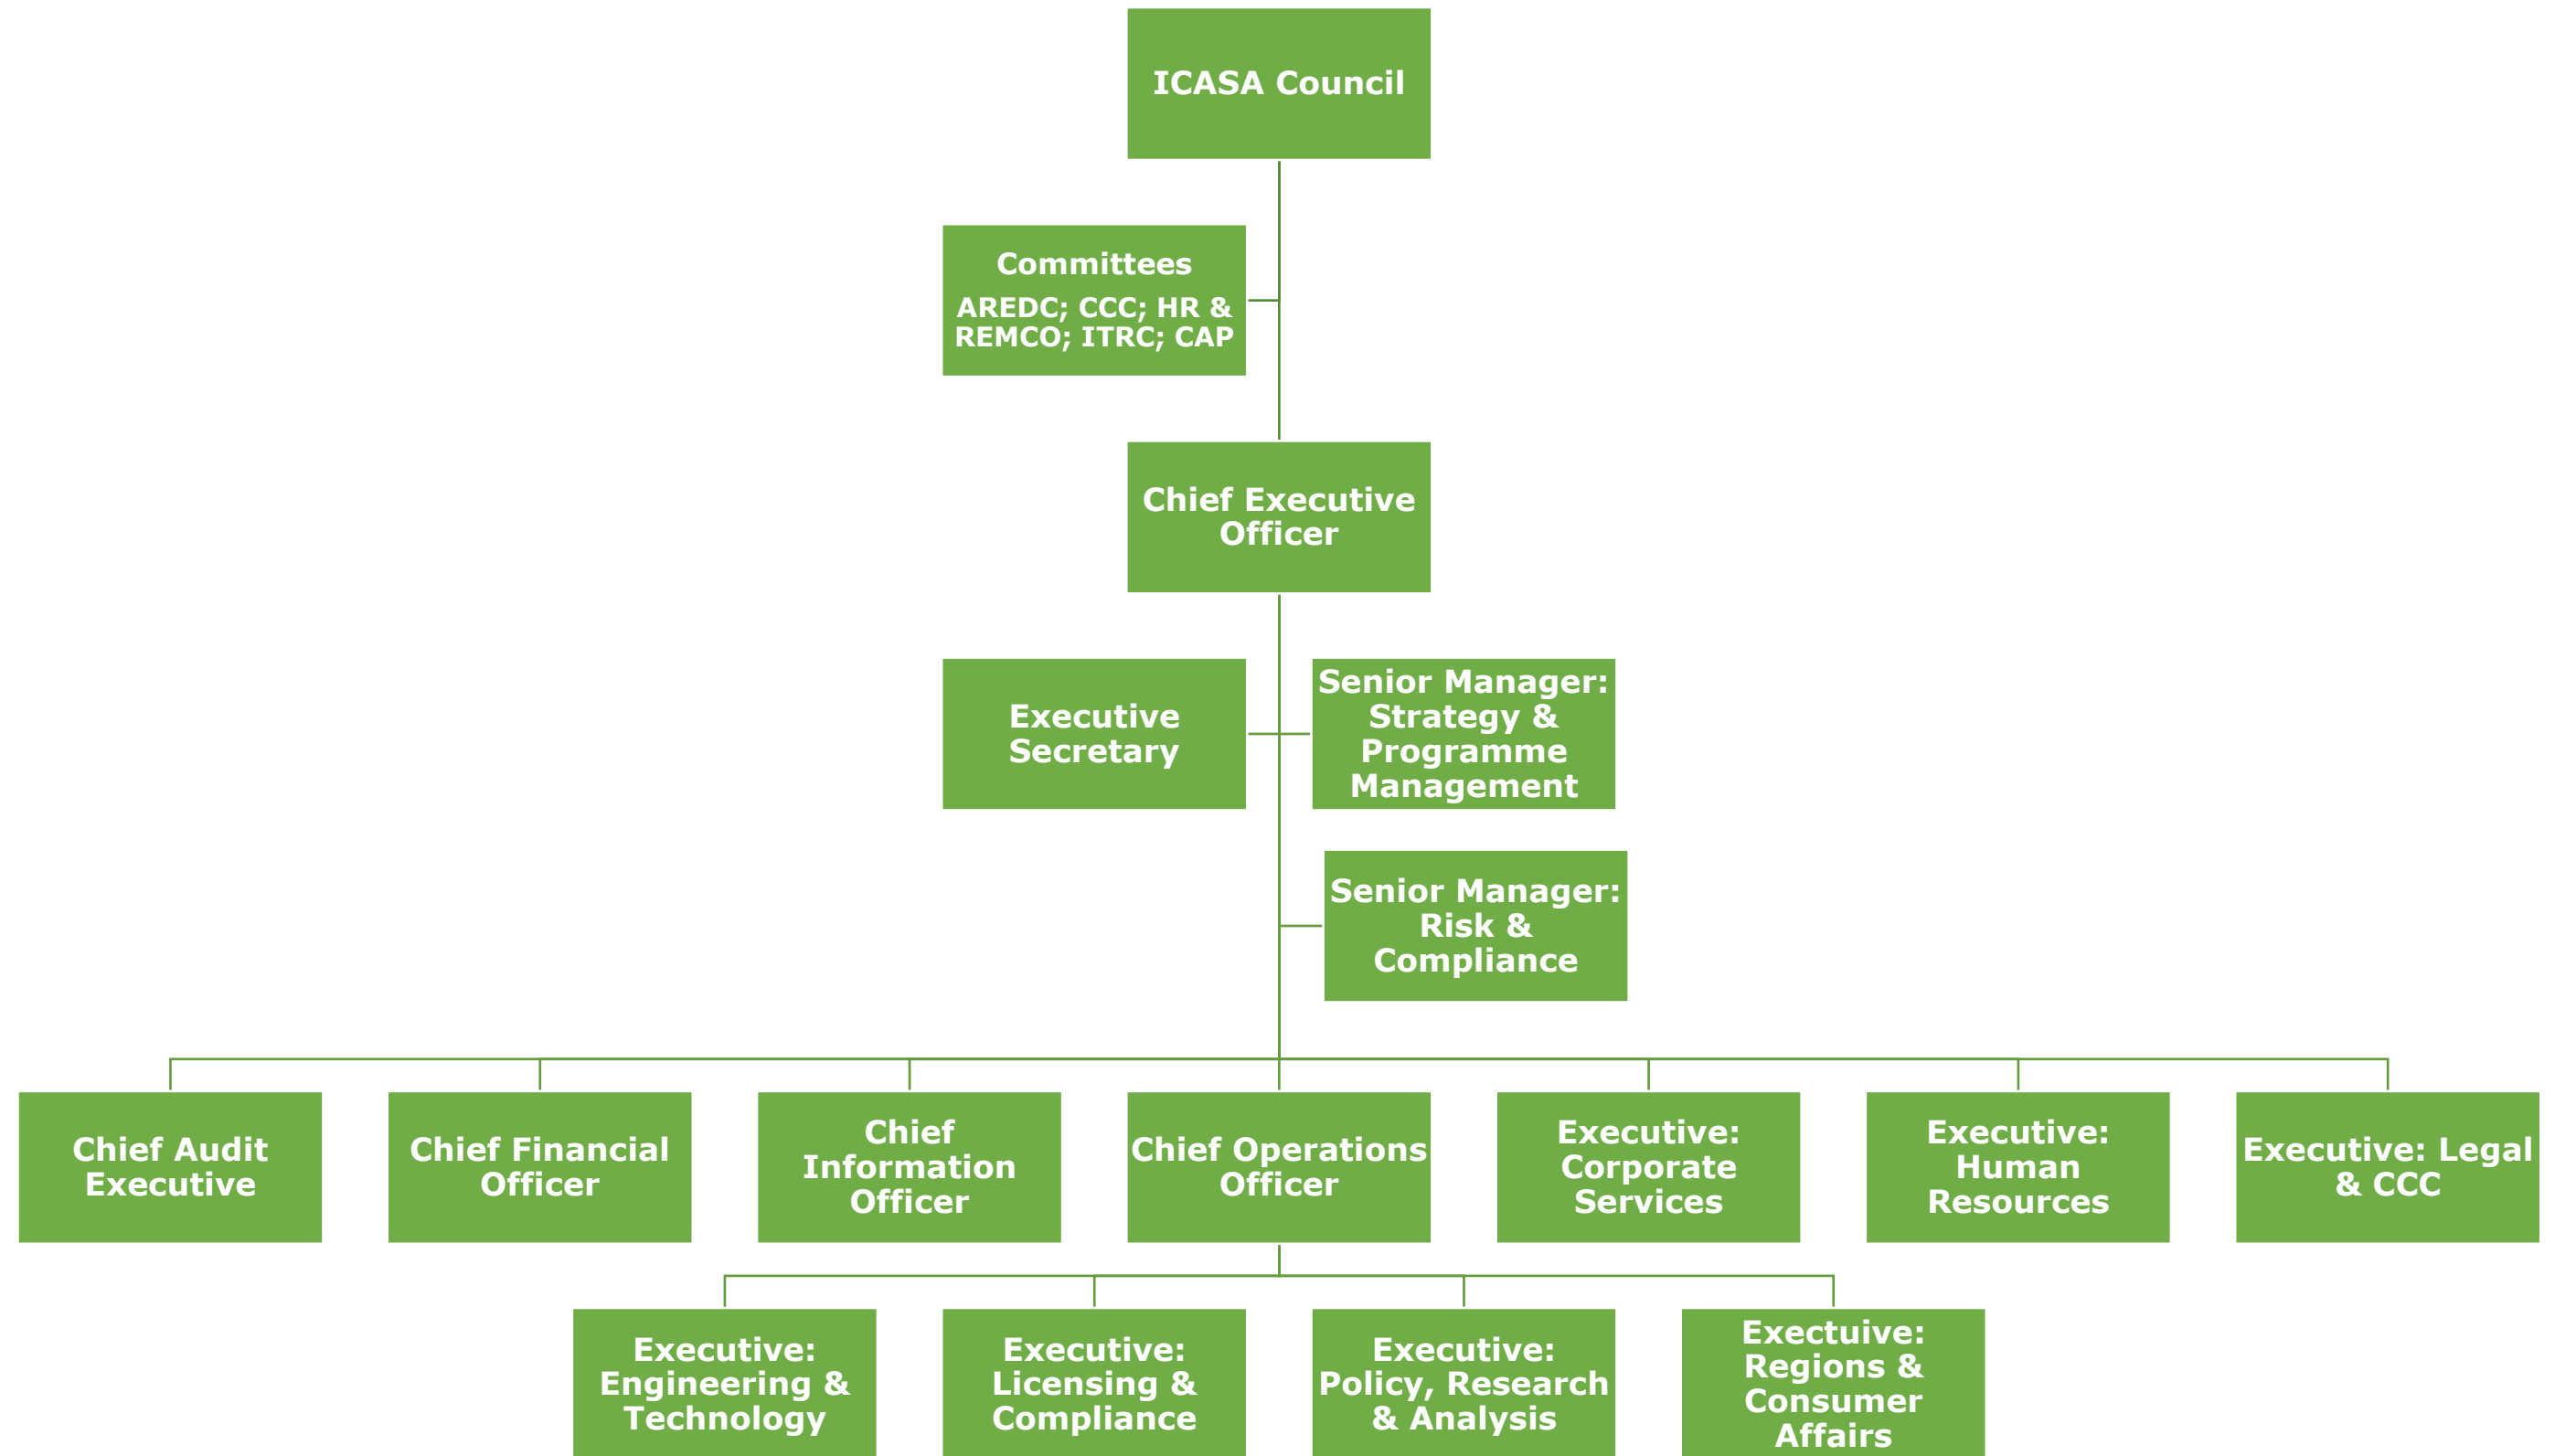 ICASA Council
Committees
AREDC; CCC; HR &
REMCO; ITRC; CAP
Chief Executive
Officer
Executive
Secretary
Senior Manager:
Strategy &
Programme
Management
Senior Manager:
Risk &
Compliance
Chief Audit
Executive
Chief Financial
Officer
Chief
Information
Officer
Chief Operations
Officer
Executive:
Corporate
Services
Executive:
Human
Resources
Executive: Legal
& CCC
Executive:
Engineering &
Technology
Executive:
Licensing &
Compliance
Executive:
Policy, Research
& Analysis
Exectuive:
Regions &
Consumer
Affairs